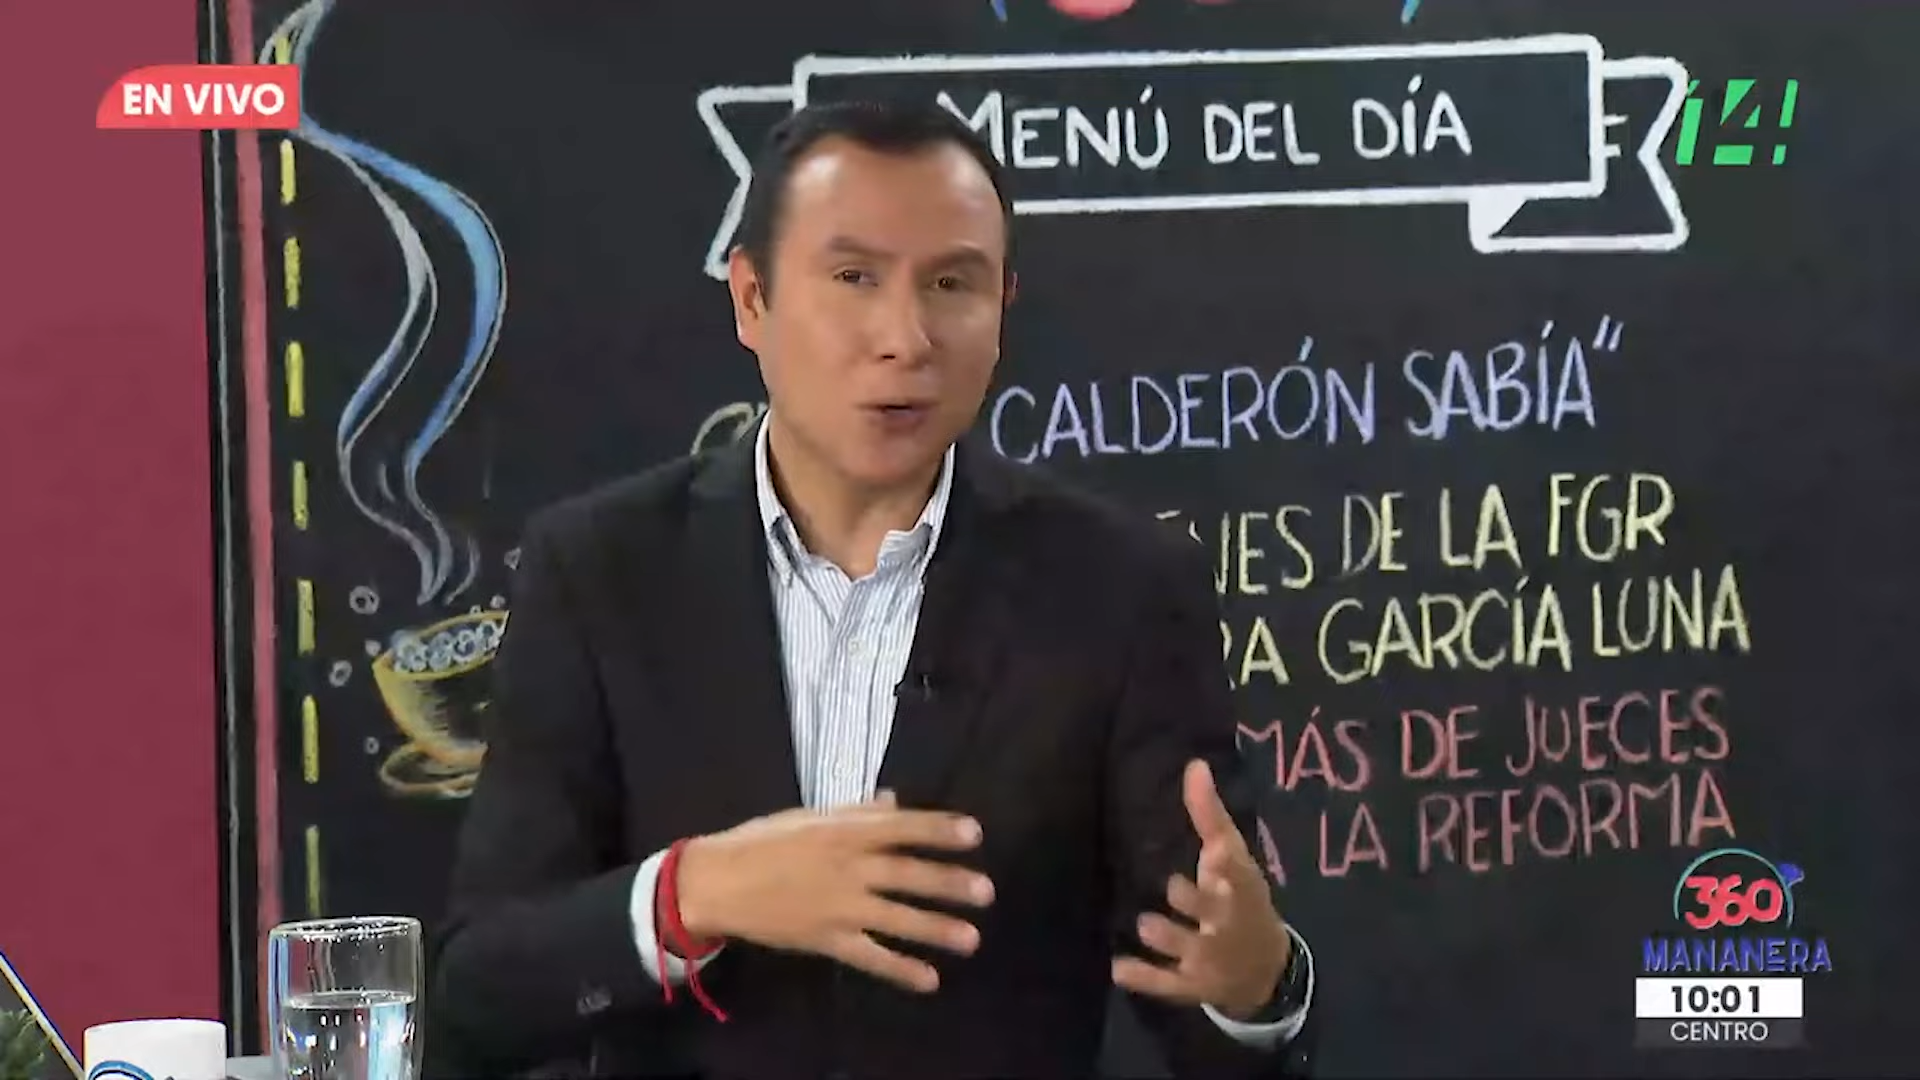 EN VIVO
MENÚ DEL DÍA
14!
CALDERÓN SABÍA"
DE LA FGR
GARCÍA LUNA
MÁS DE JUECES
A LA REFORMA
360
MAÑANERA
10:01
CENTRO